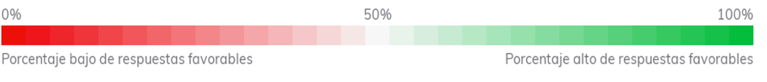 0% 50% 100%
Porcentaje bajo de respuestas favorables Porcentaje alto de respuestas favorables